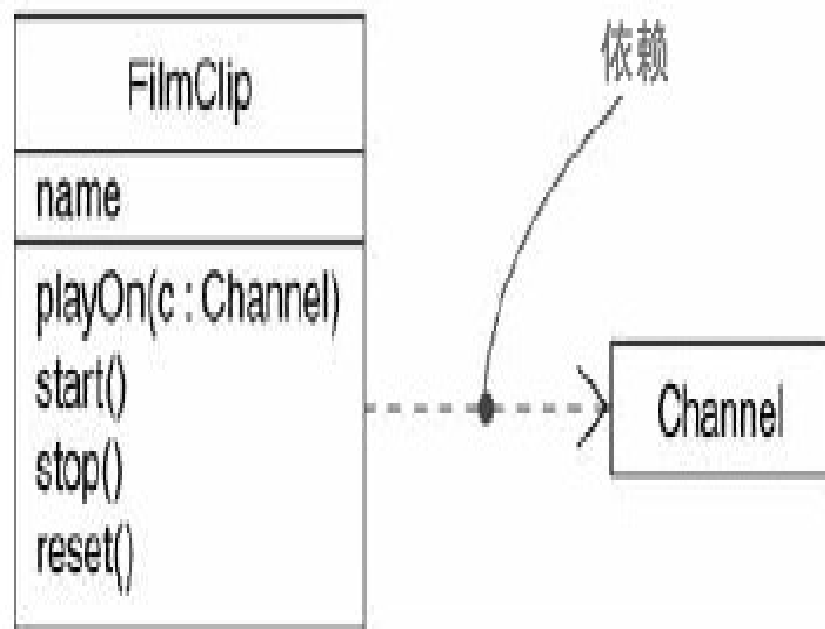 FilmClip
name
playOn(c : Channel)
start()
stop()
reset()
依赖
Channel